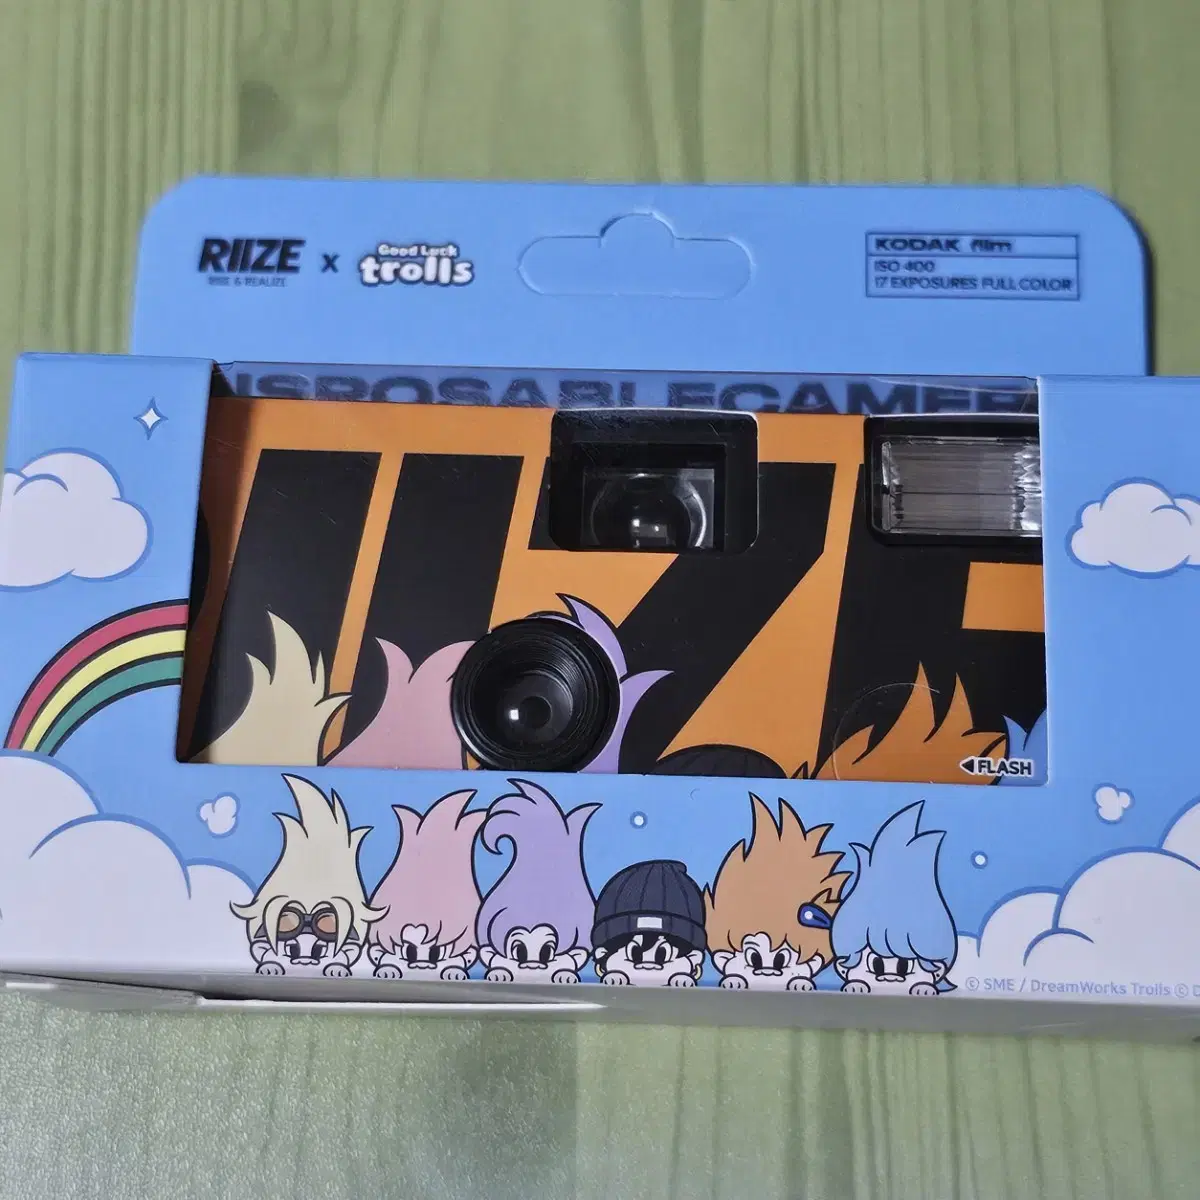 RIIZE
RISE & REALIZE
x
Good Luck
trolls
KODAK film
ISO 400
17 EXPOSURES FULL COLOR
IIZE
◀FLASH
© SME / DreamWorks Trolls © D